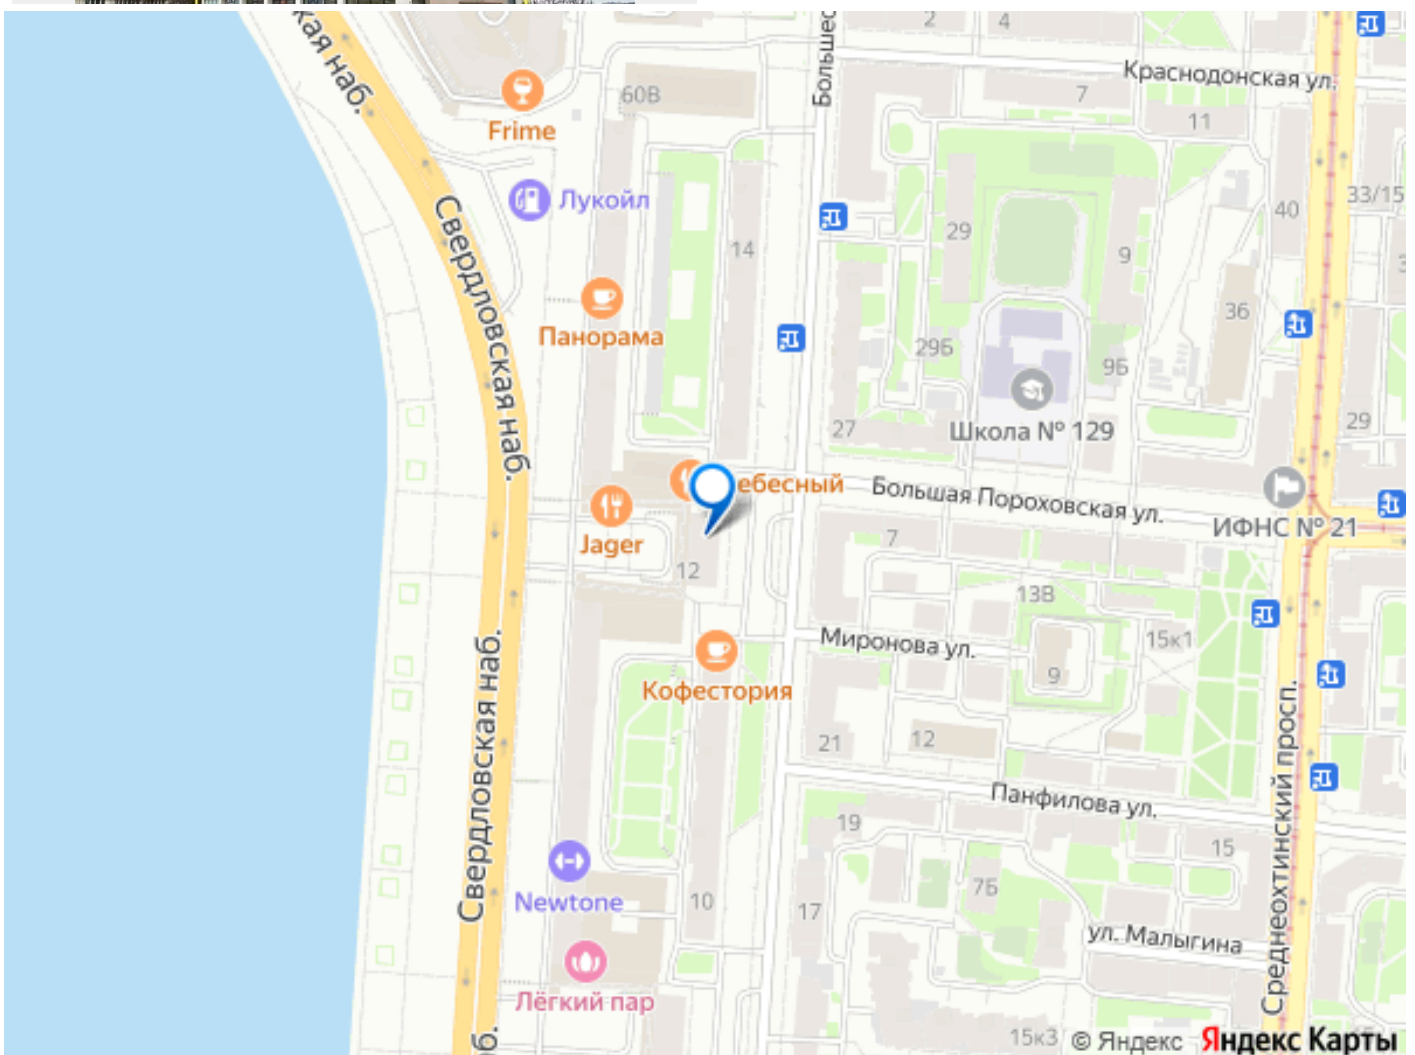 кая наб.
Большес
2
4
Краснодонская ул.
60В
7
11
Frime
Лукойл
33/15
40
14
29
9
Свердловская наб.
36
Панорама
29Б
9Б
27
Школа № 129
29
ебесный
Большая Пороховская ул.
ИФНС № 21
Jager
7
12
13В
Миронова ул.
15к1
9
Кофестория
Свердловская наб.
21
12
Среднеохтинский просп.
Панфилова ул.
19
15
7Б
Newtone
10
17
ул. Малыгина
Лёгкий пар
15к3
© Яндекс Яндекс Карты